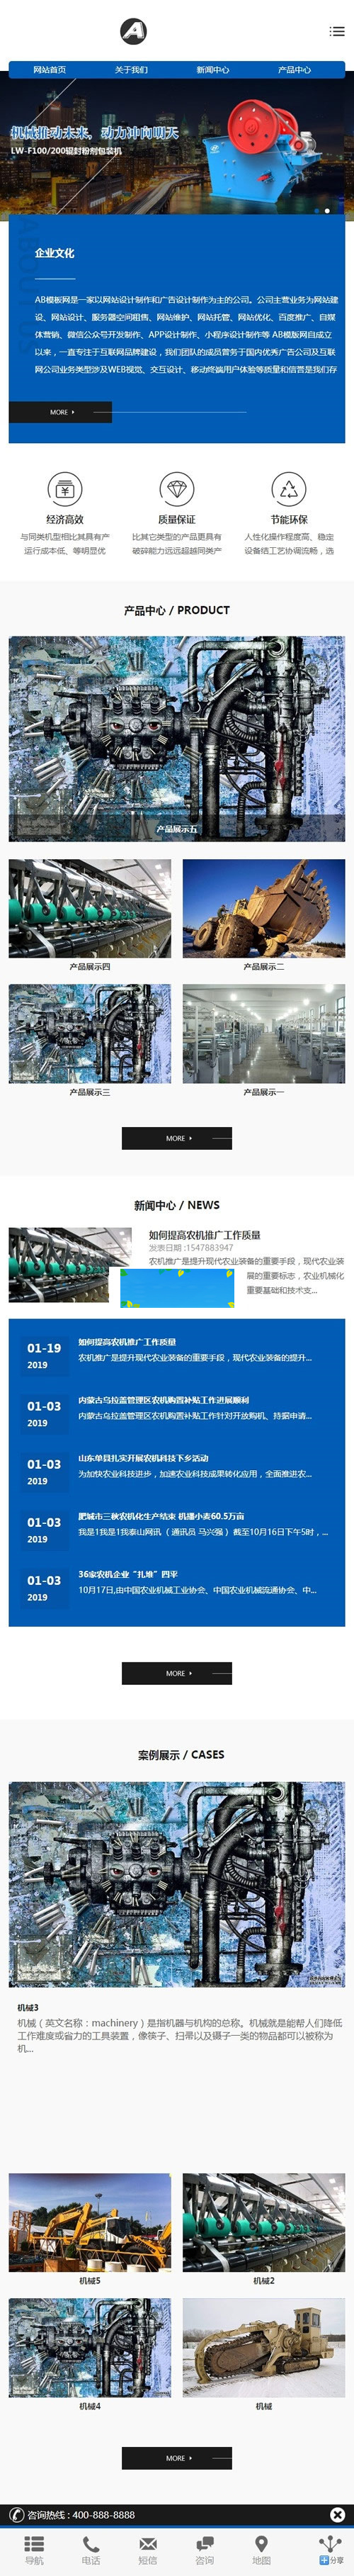 A
网站首页 关于我们 新闻中心 产品中心
机械推动未来，动力冲向明天
LW-F100/200辊封粉剂包装机
ABOUT US
企业文化
AB模板网是一家以网站设计制作和广告设计制作为主的公司。公司主营业务为网站建
设、网站设计、服务器空间租售、网站维护、网站托管、网站优化、百度推广、自媒
体营销、微信公众号开发制作、APP设计制作、小程序设计制作等 AB模版网自成立
以来，一直专注于互联网品牌建设，我们团队的成员曾务于国内优秀广告公司及互联
网公司业务类型涉及WEB视觉、交互设计、移动终端用户体验等质量和信誉是我们存
MORE
经济高效 质量保证 节能环保
与同类机型相比其具有产 比其它类型的产品更具有 人性化操作程度高、稳定
运行成本低、等明显优 破碎能力远远超越同类产 设备结工艺协调流畅，选
产品中心 / PRODUCT
产品展示五
产品展示四 产品展示二
产品展示三 产品展示一
MORE
新闻中心 / NEWS
如何提高农机推广工作质量
发表日期 :1547883947
农机推广是提升现代农业装备的重要手段，现代农业装
展的重要标志，农业机械化
重要基础和技术支...
01-19 如何提高农机推广工作质量
2019 农机推广是提升现代农业装备的重要手段，现代农业装备的提升...
01-03 内蒙古乌拉盖管理区农机购置补贴工作进展顺利
2019 内蒙古乌拉盖管理区农机购置补贴工作针对开放购机、持据申请...
01-03 山东单县扎实开展农机科技下乡活动
2019 为加快农业科技进步，加速农业科技成果转化应用，全面推进农...
01-03 肥城市三秋农机化生产结束 机播小麦60.5万亩
2019 我是1我是1我泰山网讯（ 通讯员 马兴强 ）截至10月16日下午5时，...
01-03 36家农机企业“扎堆”四平
2019 10月17日,由中国农业机械工业协会、中国农业机械流通协会、中...
MORE
案例展示 / CASES
机械3
机械（英文名称：machinery）是指机器与机构的总称。机械就是能帮人们降低
工作难度或省力的工具装置，像筷子、扫帚以及镊子一类的物品都可以被称为
机...
机械5 机械2
机械4 机械
MORE
咨询热线 : 400-888-8888
导航 电话 短信 咨询 地图 分享